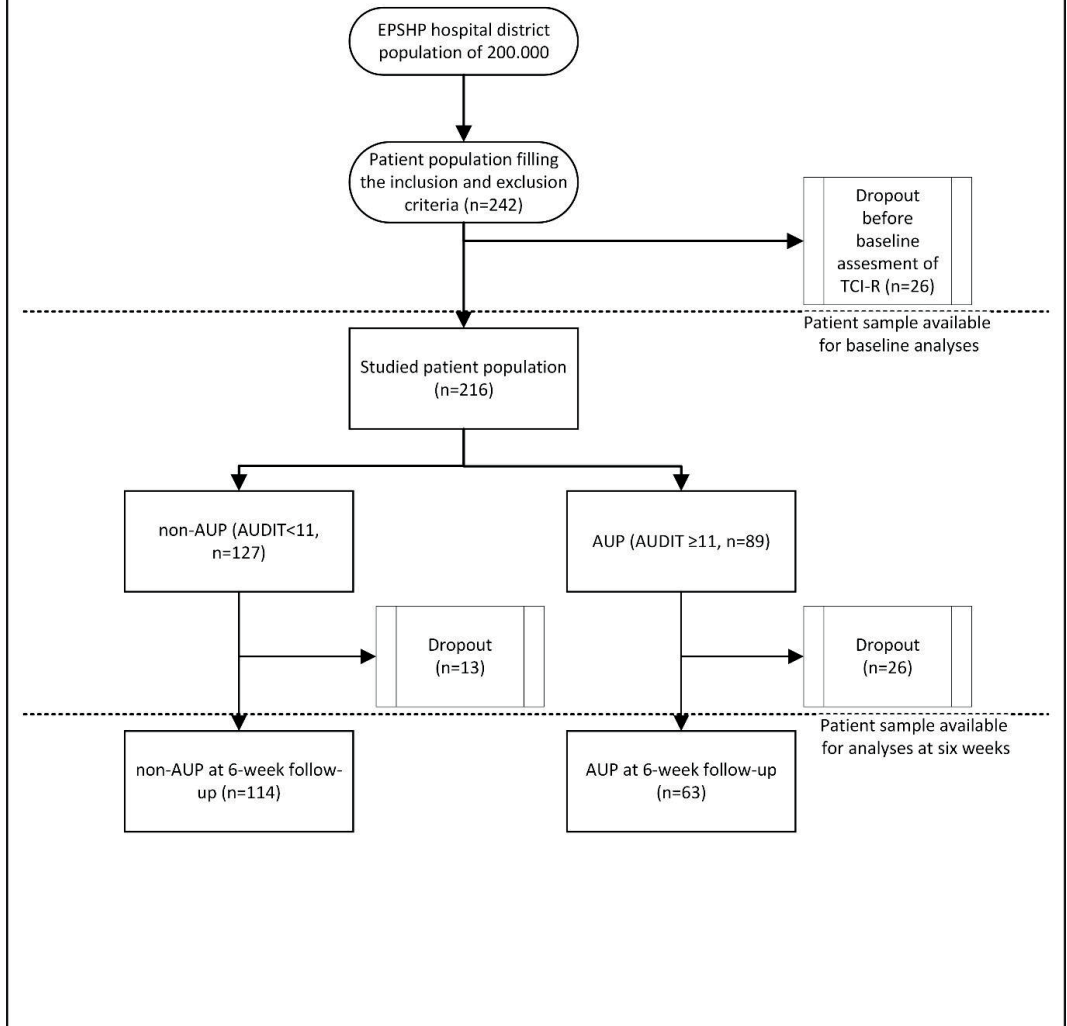 EPSHP hospital district
population of 200.000
Patient population filling
the inclusion and exclusion
criteria (n=242)
Dropout
before
baseline
assesment of
TCI-R (n=26)
Patient sample available
for baseline analyses
Studied patient population
(n=216)
non-AUP (AUDIT<11,
n=127)
AUP (AUDIT ≥11, n=89)
Dropout
(n=13)
Dropout
(n=26)
Patient sample available
for analyses at six weeks
non-AUP at 6-week follow-
up (n=114)
AUP at 6-week follow-up
(n=63)